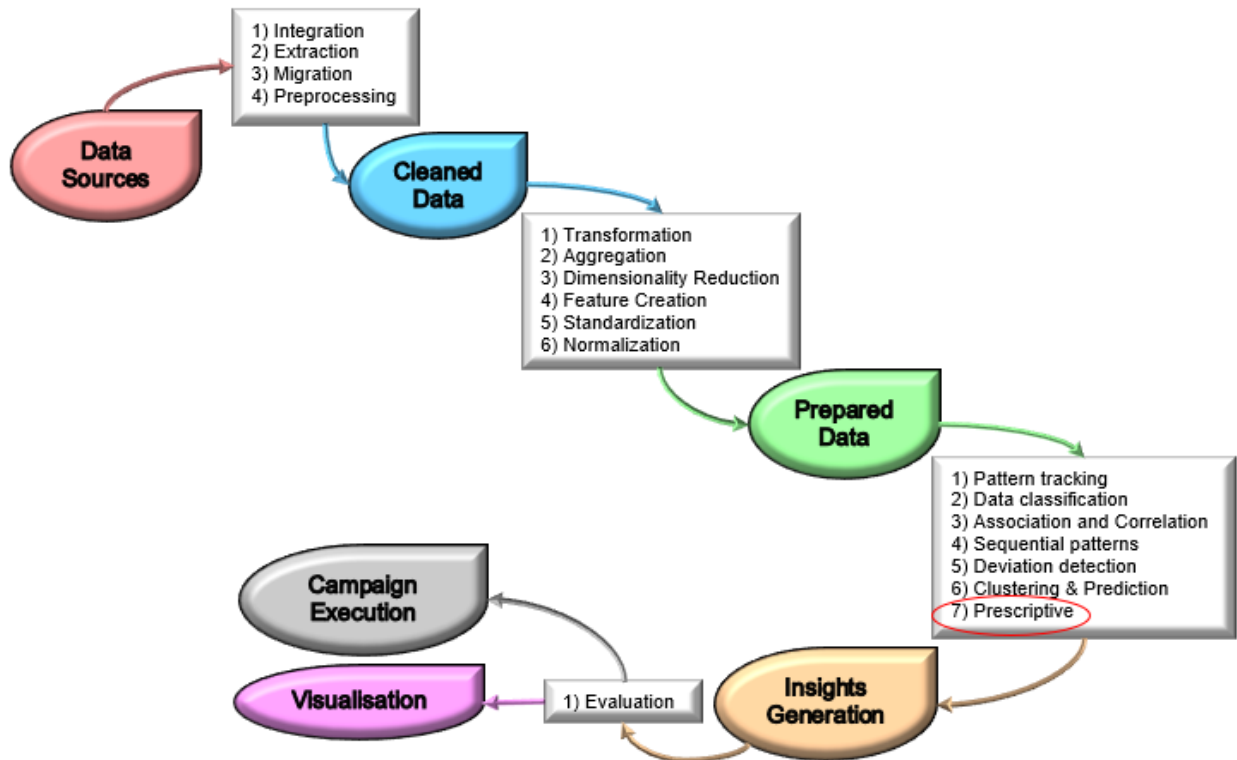 1) Integration
2) Extraction
3) Migration
4) Preprocessing
Data
Sources
Cleaned
Data
1) Transformation
2) Aggregation
3) Dimensionality Reduction
4) Feature Creation
5) Standardization
6) Normalization
Prepared
Data
1) Pattern tracking
2) Data classification
3) Association and Correlation
4) Sequential patterns
5) Deviation detection
6) Clustering & Prediction
7) Prescriptive
Insights
Generation
1) Evaluation
Campaign
Execution
Visualisation